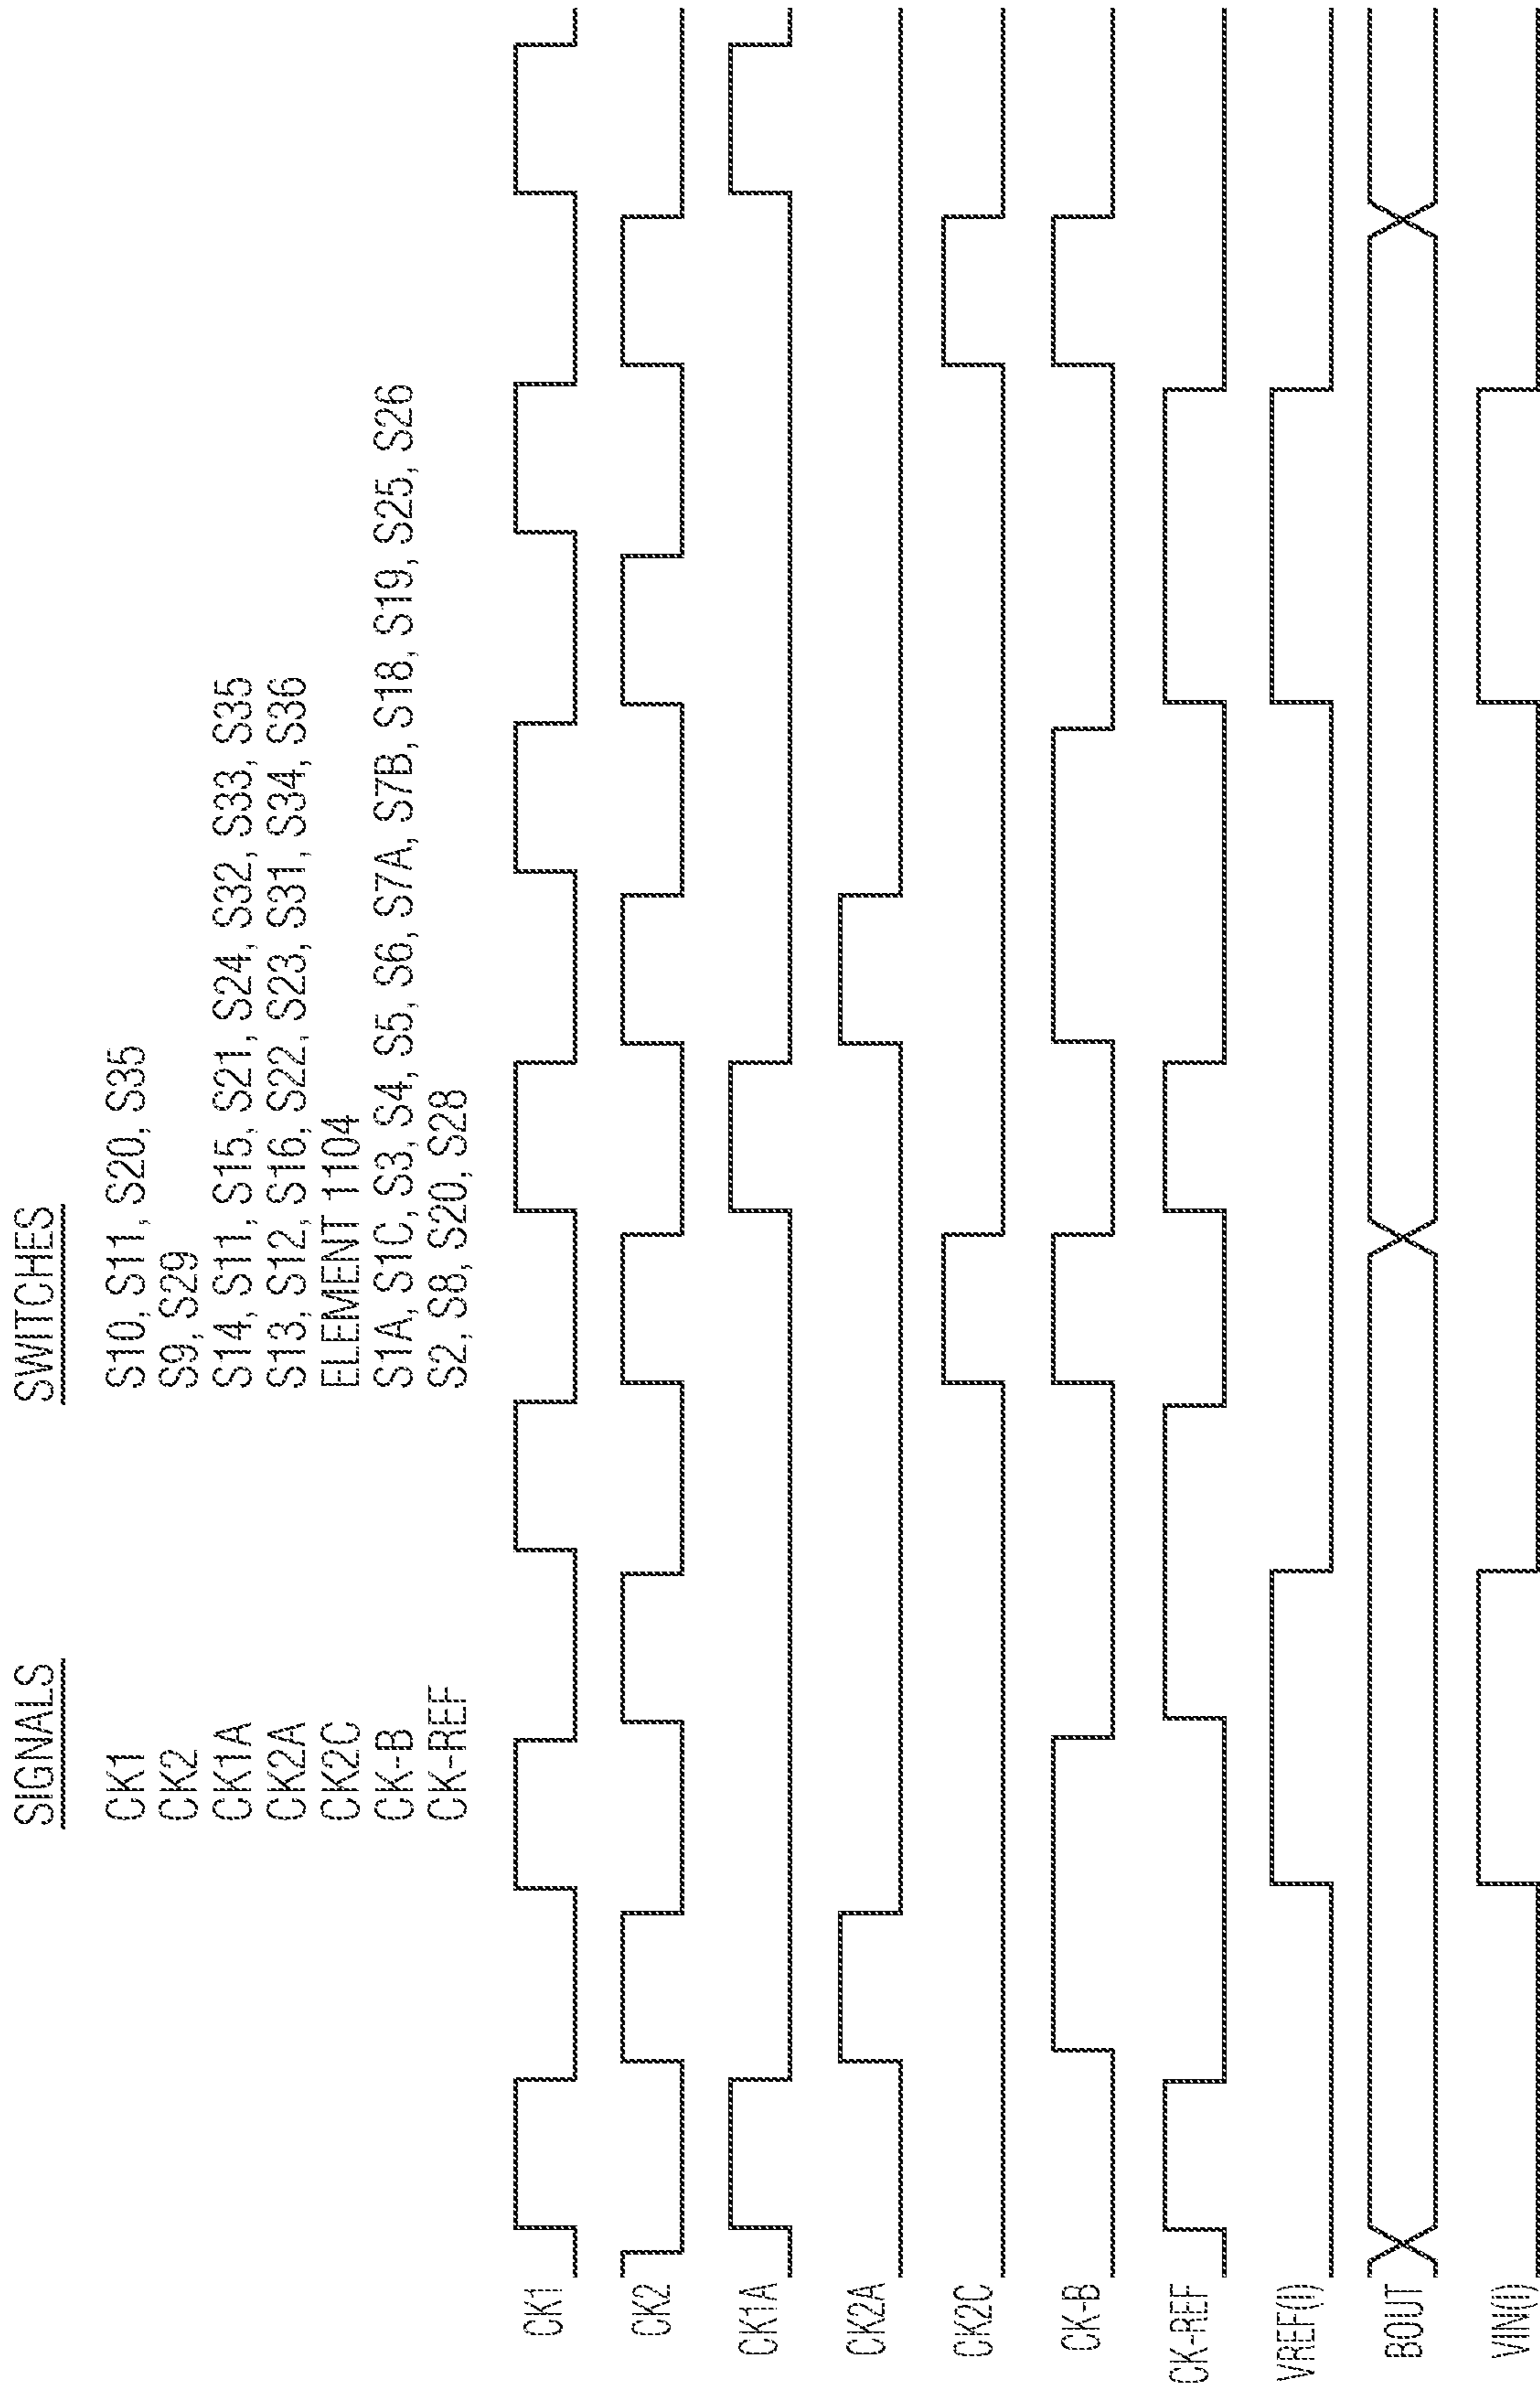 SIGNALS SWITCHES
CK1 S10, S11, S20, S35
CK2 S9, S29
CK1A S14, S11, S15, S21, S24, S32, S33, S35
CK2A S13, S12, S16, S22, S23, S31, S34, S36
CK2C ELEMENT 1104
CK-B S1A, S1C, S3, S4, S5, S6, S7A, S7B, S18, S19, S25, S26
CK-REF S2, S8, S20, S28
CK1
CK2
CK1A
CK2A
CK2C
CK-B
CK-REF
VREF(I)
BOUT
VIN(I)